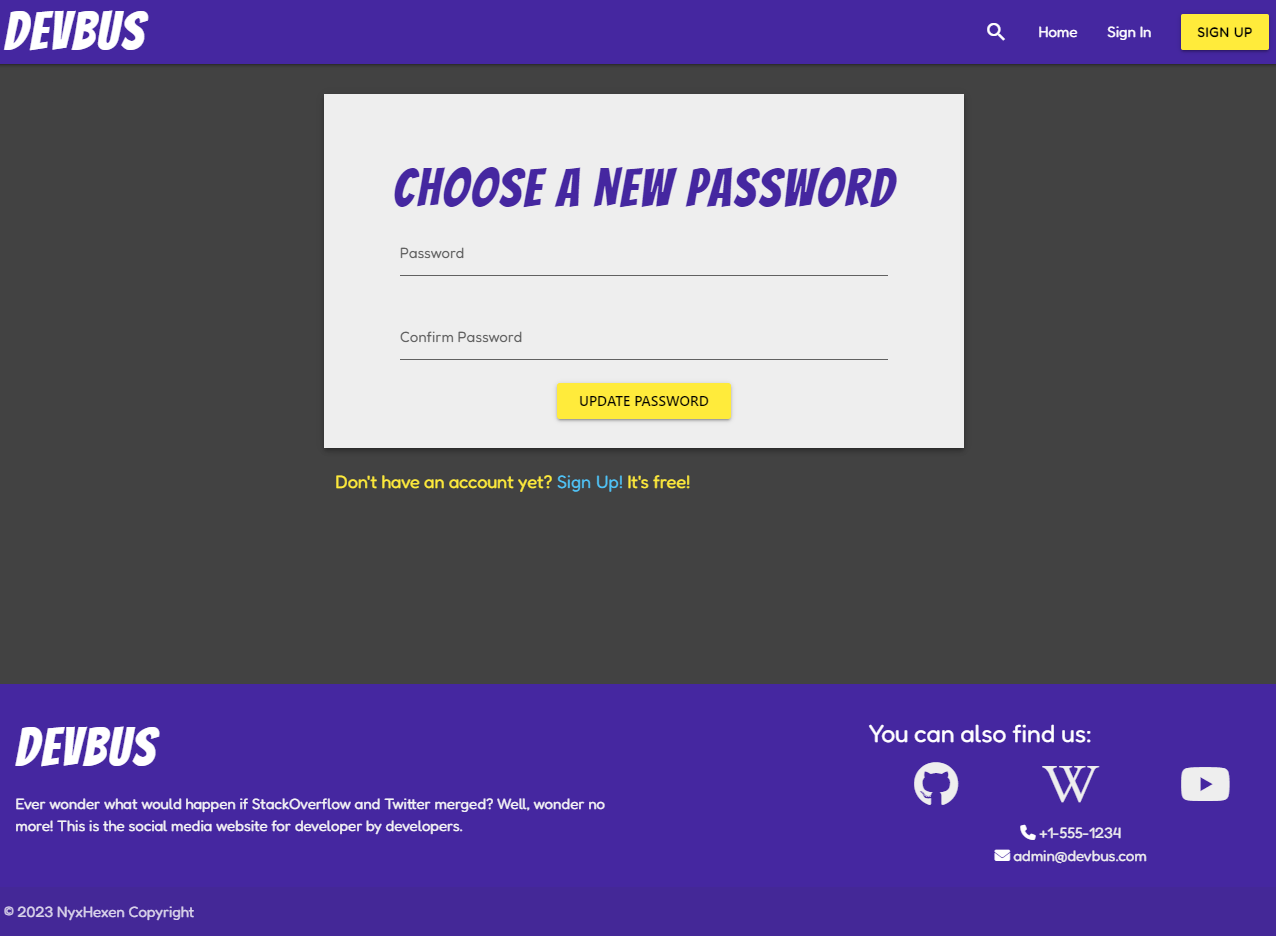 DEVBUS
Home
Sign In
SIGN UP
CHOOSE A NEW PASSWORD
Password
Confirm Password
UPDATE PASSWORD
Don't have an account yet? Sign Up! It's free!
DEVBUS
Ever wonder what would happen if StackOverflow and Twitter merged? Well, wonder no
more! This is the social media website for developer by developers.
You can also find us:
W
+1-555-1234
admin@devbus.com
© 2023 NyxHexen Copyright